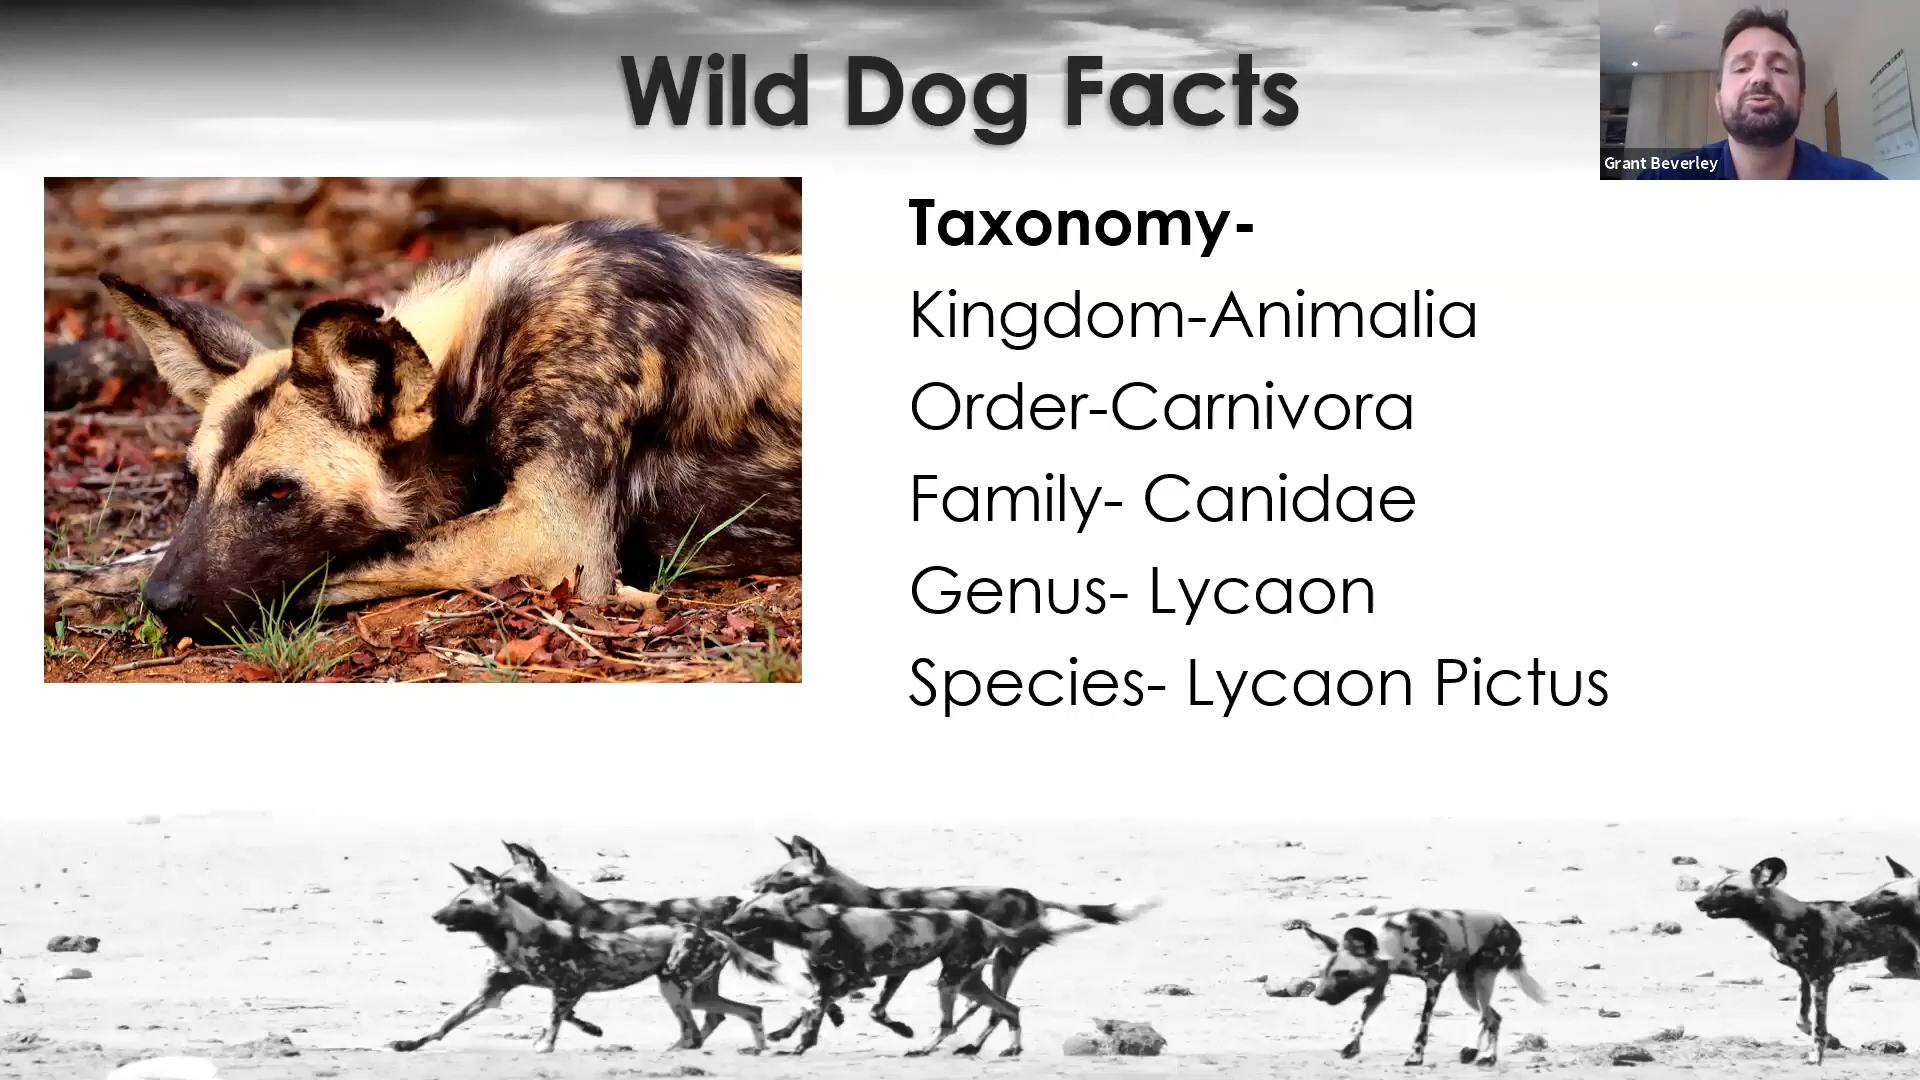 Wild Dog Facts
Grant Beverley
Taxonomy-
Kingdom-Animalia
Order-Carnivora
Family- Canidae
Genus- Lycaon
Species- Lycaon Pictus